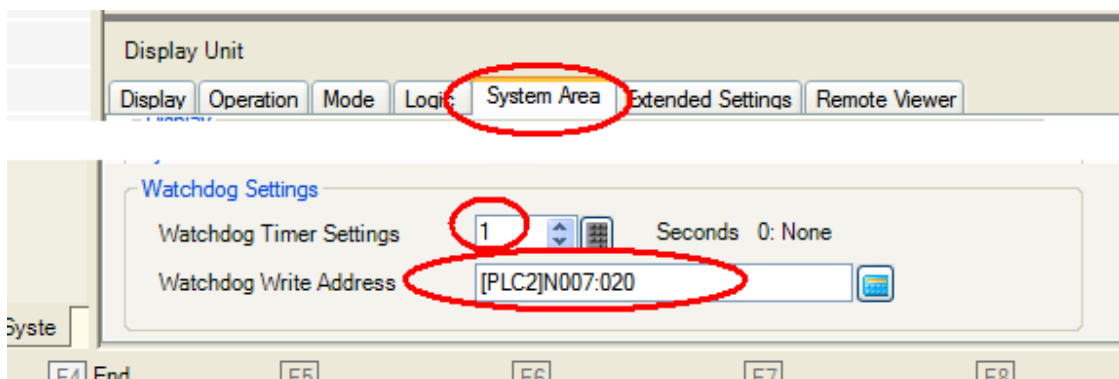 Display Unit
Display Operation Mode Logic System Area Extended Settings Remote Viewer
Display
Watchdog Settings
Watchdog Timer Settings 1 Seconds 0: None
Watchdog Write Address [PLC2]N007:020
Syste
F4 End F5 F6 F7 F8